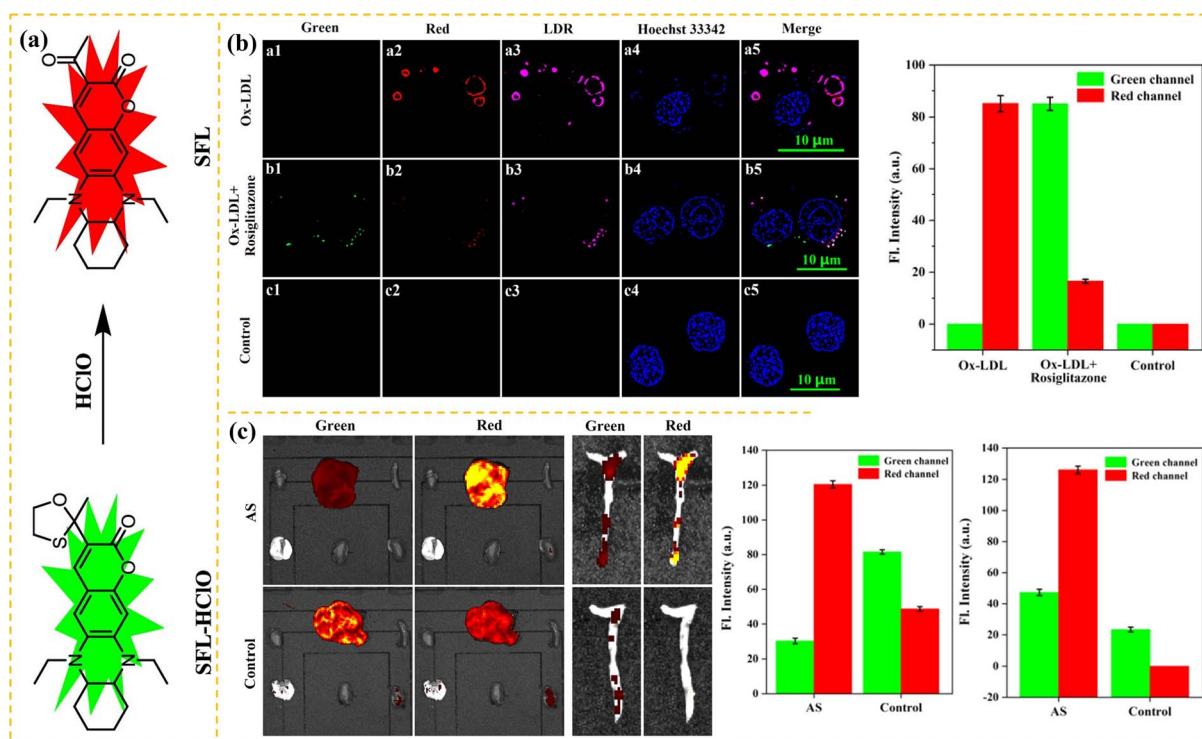 (a)
O
O
O
N
N
SFL
HClO
O
S
O
O
N
N
SFL-HClO
(b)
Green Red LDR Hoechst 33342 Merge
Ox-LDL
a1 a2 a3 a4 a5
10 μm
Ox-LDL+
Rosiglitazone
b1 b2 b3 b4 b5
10 μm
Control
c1 c2 c3 c4 c5
10 μm
Fl. Intensity (a.u.)
100
80
60
40
20
0
Green channel
Red channel
Ox-LDL Ox-LDL+ Control
Rosiglitazone
(c)
Green Red Green Red
AS
Control
Fl. Intensity (a.u.)
140
120
100
80
60
40
20
0
Green channel
Red channel
AS Control
Fl. Intensity (a.u.)
140
120
100
80
60
40
20
0
-20
Green channel
Red channel
AS Control